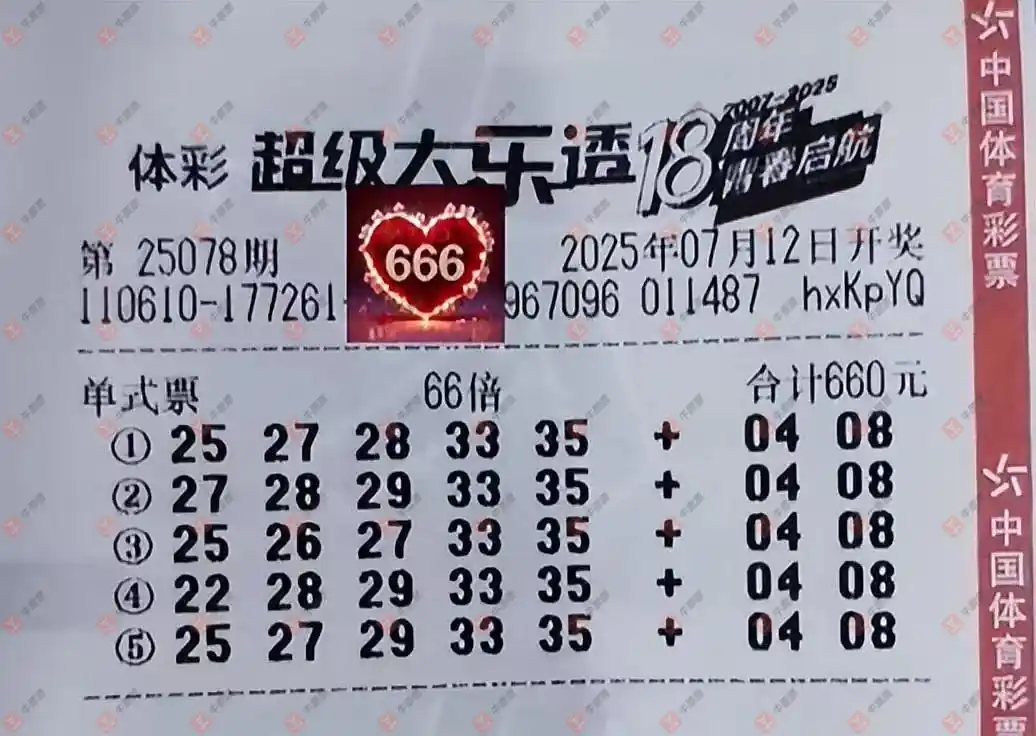 体彩 超级大乐透 18 周年 2007-2025
青春启航
第 25078期 2025年07月12日开奖
666
110610-177261- 967096 011487 hxKpYQ
单式票 66倍 合计660元
① 25 27 28 33 35 + 04 08
② 27 28 29 33 35 + 04 08
③ 25 26 27 33 35 + 04 08
④ 22 28 29 33 35 + 04 08
⑤ 25 27 29 33 35 + 04 08
中国体育彩票
中国体育彩票